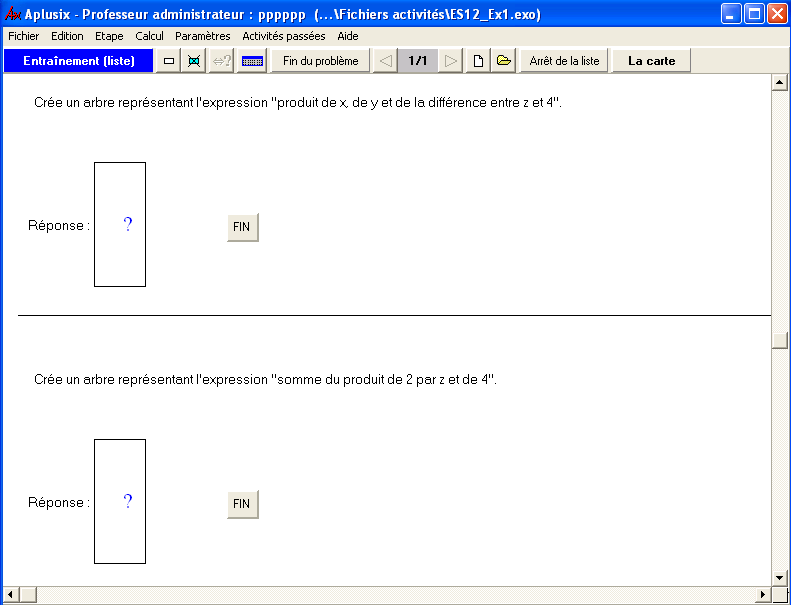 Aplusix - Professeur administrateur : pppppp (...\Fichiers activités\ES12_Ex1.exo)
Fichier Edition Etape Calcul Paramètres Activités passées Aide
Entraînement (liste) ⇔? Fin du problème 1/1 Arrêt de la liste La carte
Crée un arbre représentant l'expression "produit de x, de y et de la différence entre z et 4".
Réponse : ? FIN
Crée un arbre représentant l'expression "somme du produit de 2 par z et de 4".
Réponse : ? FIN